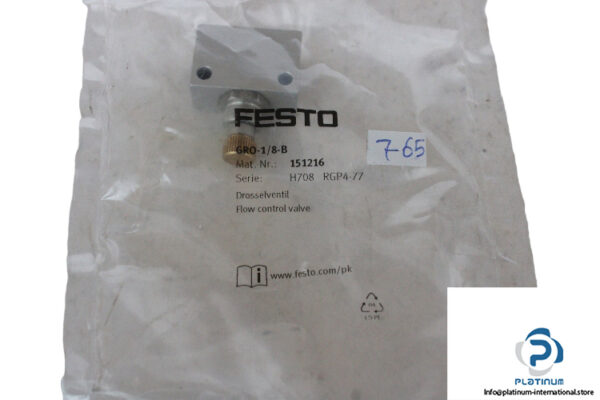 FESTO
GRO-1/8-B
7-65
Mat. Nr.: 151216
Serie: H708 RGP4-77
Drosselventil
Flow control valve
i www.festo.com/pk
PLATINUM
info@platinum-international.store